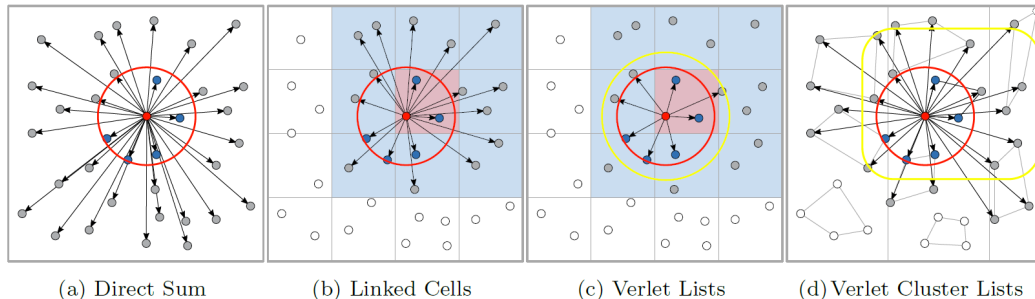 (a) Direct Sum
(b) Linked Cells
(c) Verlet Lists
(d) Verlet Cluster Lists